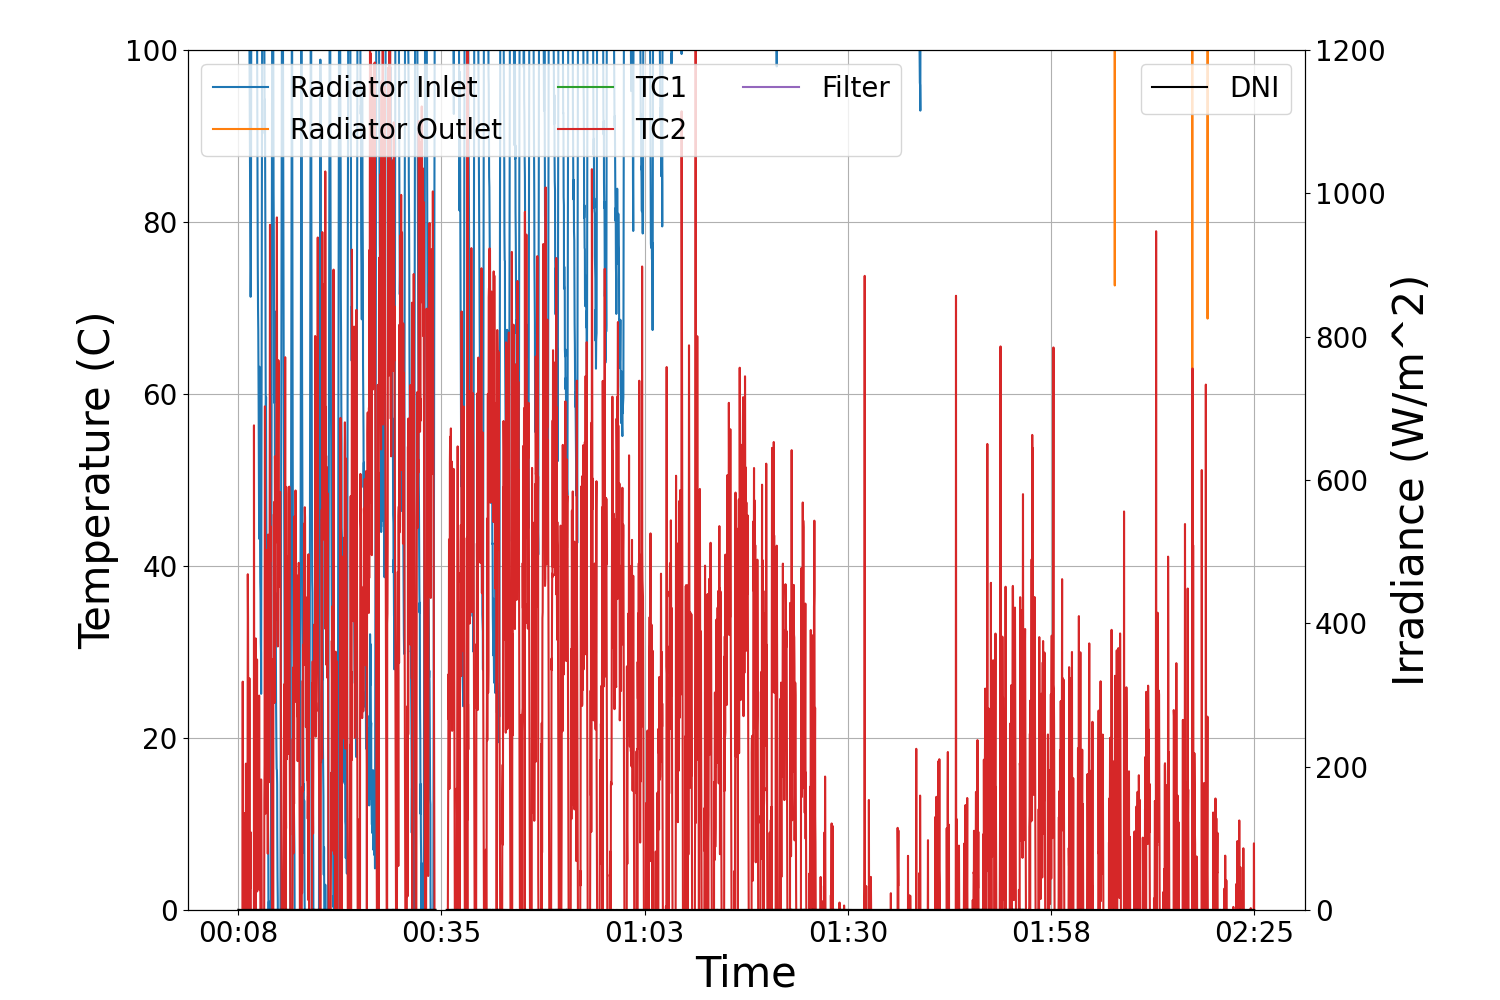 100
80
60
40
20
0
Temperature (C)
Radiator Inlet
Radiator Outlet
TC1
TC2
Filter
DNI
1200
1000
800
600
400
200
0
Irradiance (W/m^2)
00:08 00:35 01:03 01:30 01:58 02:25
Time